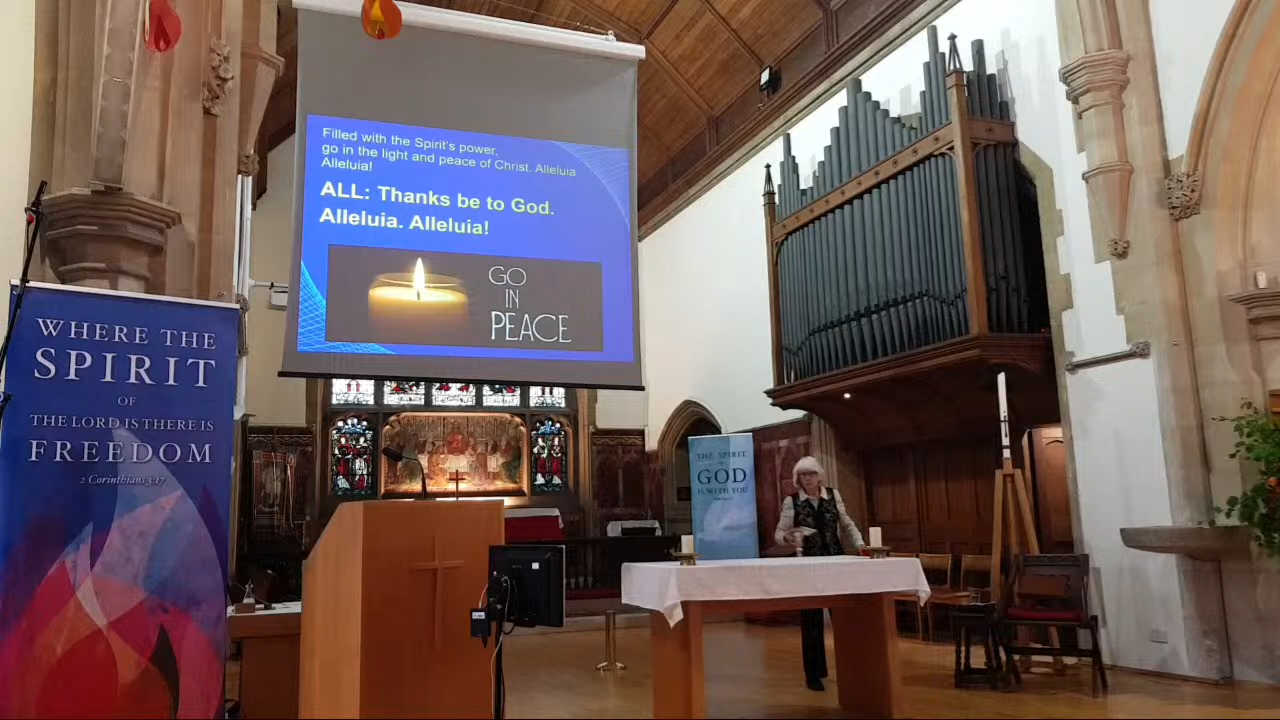 Filled with the Spirit's power,
go in the light and peace of Christ. Alleluia
Alleluia!
ALL: Thanks be to God.
Alleluia. Alleluia!
GO
IN
PEACE
WHERE THE
SPIRIT
OF
THE LORD IS THERE IS
FREEDOM
2 Corinthians 3:17
THE SPIRIT
OF
GOD
IS WITH YOU